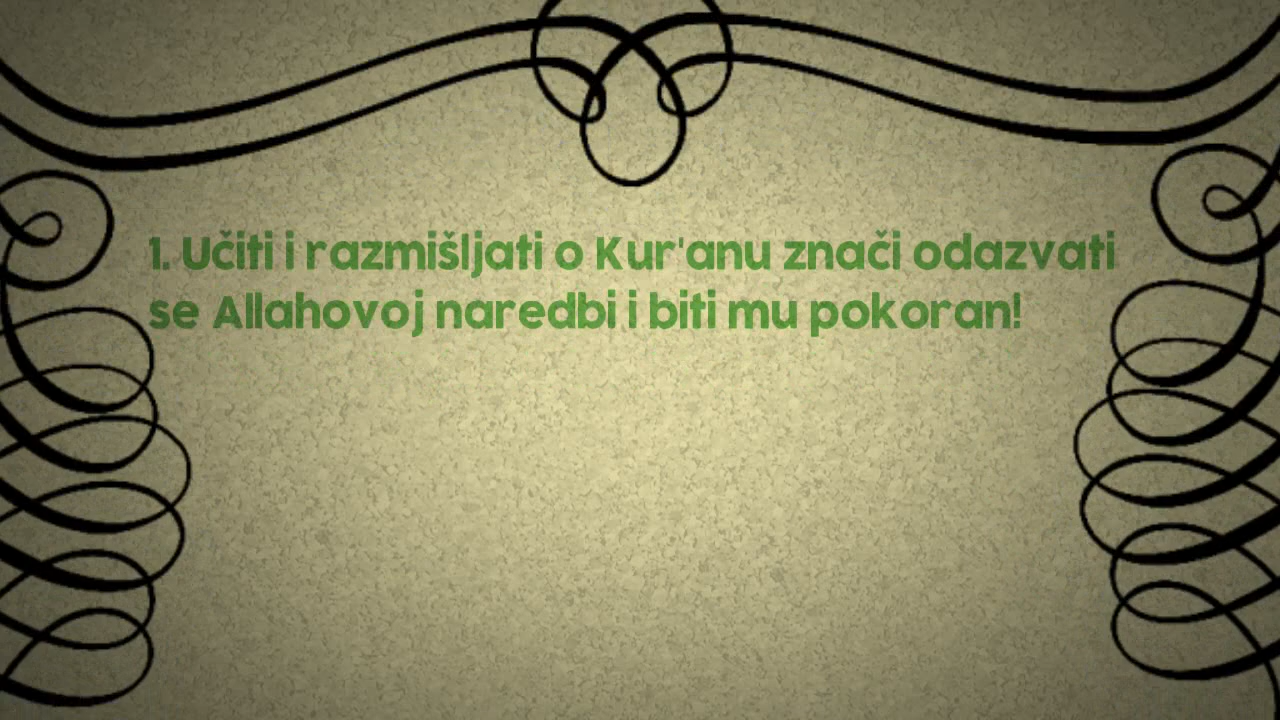 1. Učiti i razmišljati o Kur'anu znači odazvati
se Allahovoj naredbi i biti mu pokoran!